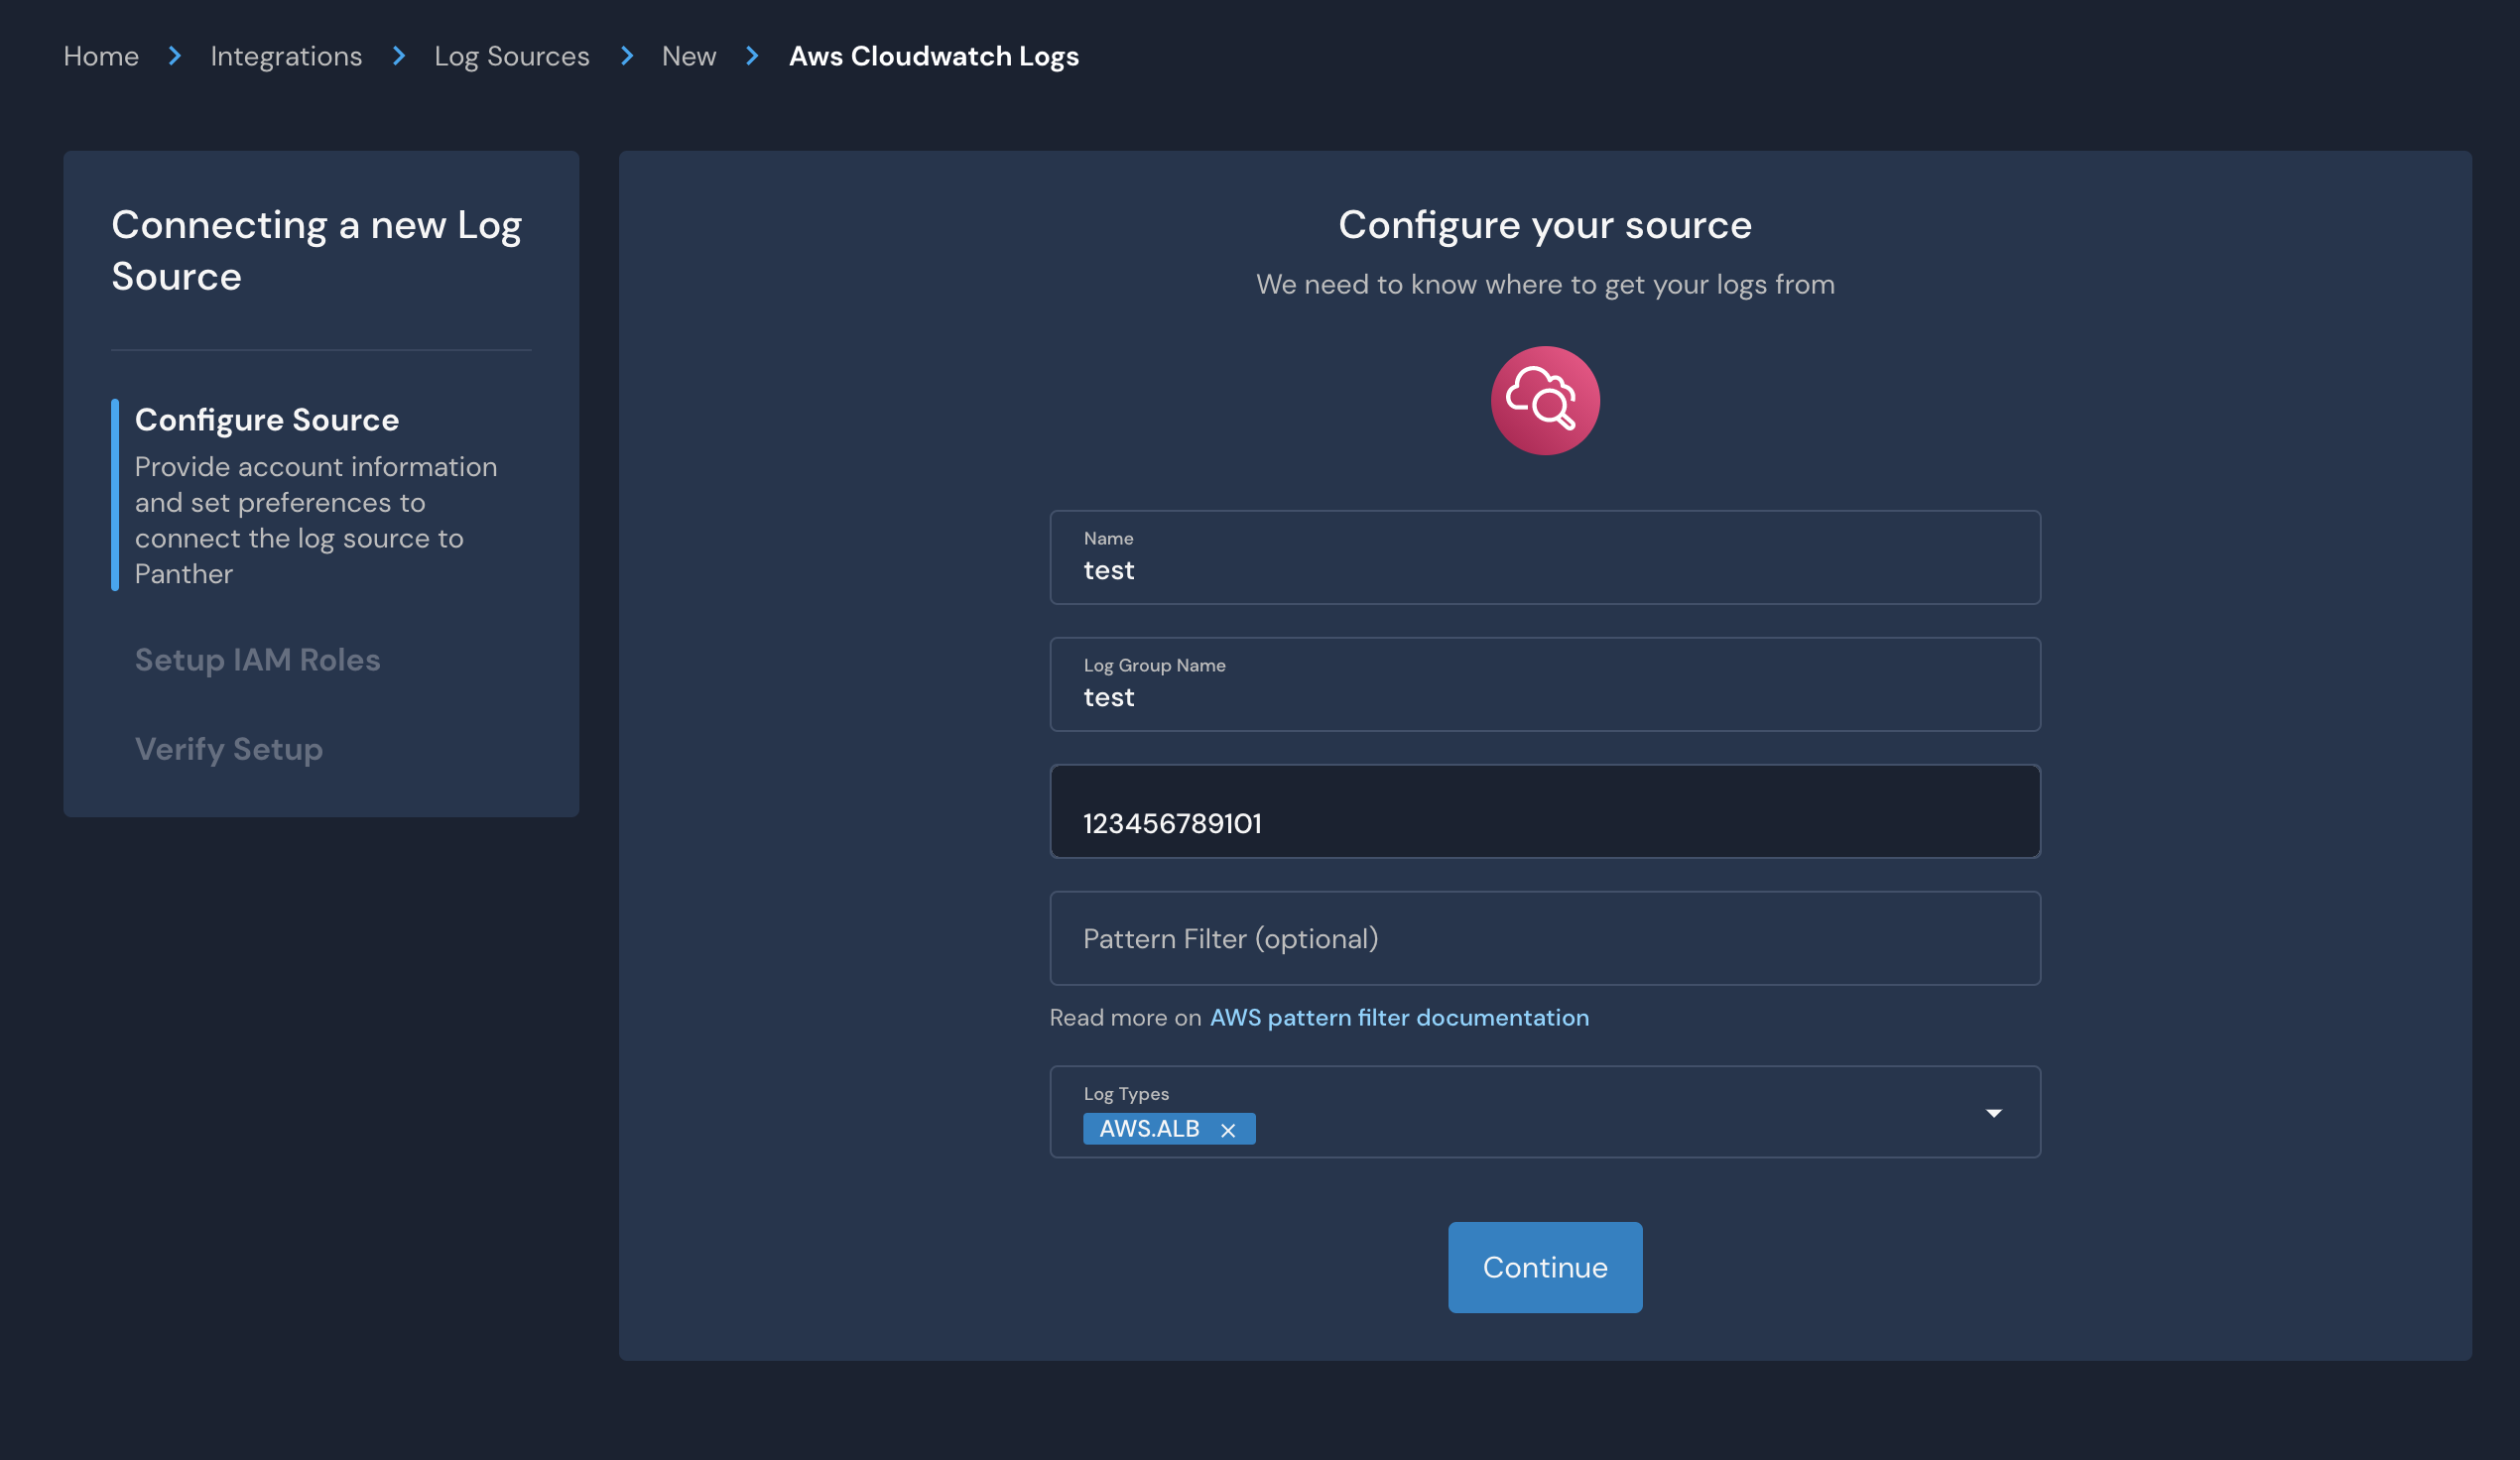 Home > Integrations > Log Sources > New > Aws Cloudwatch Logs
Connecting a new Log
Source
Configure Source
Provide account information
and set preferences to
connect the log source to
Panther
Setup IAM Roles
Verify Setup
Configure your source
We need to know where to get your logs from
Name
test
Log Group Name
test
123456789101
Pattern Filter (optional)
Read more on AWS pattern filter documentation
Log Types
AWS.ALB
Continue